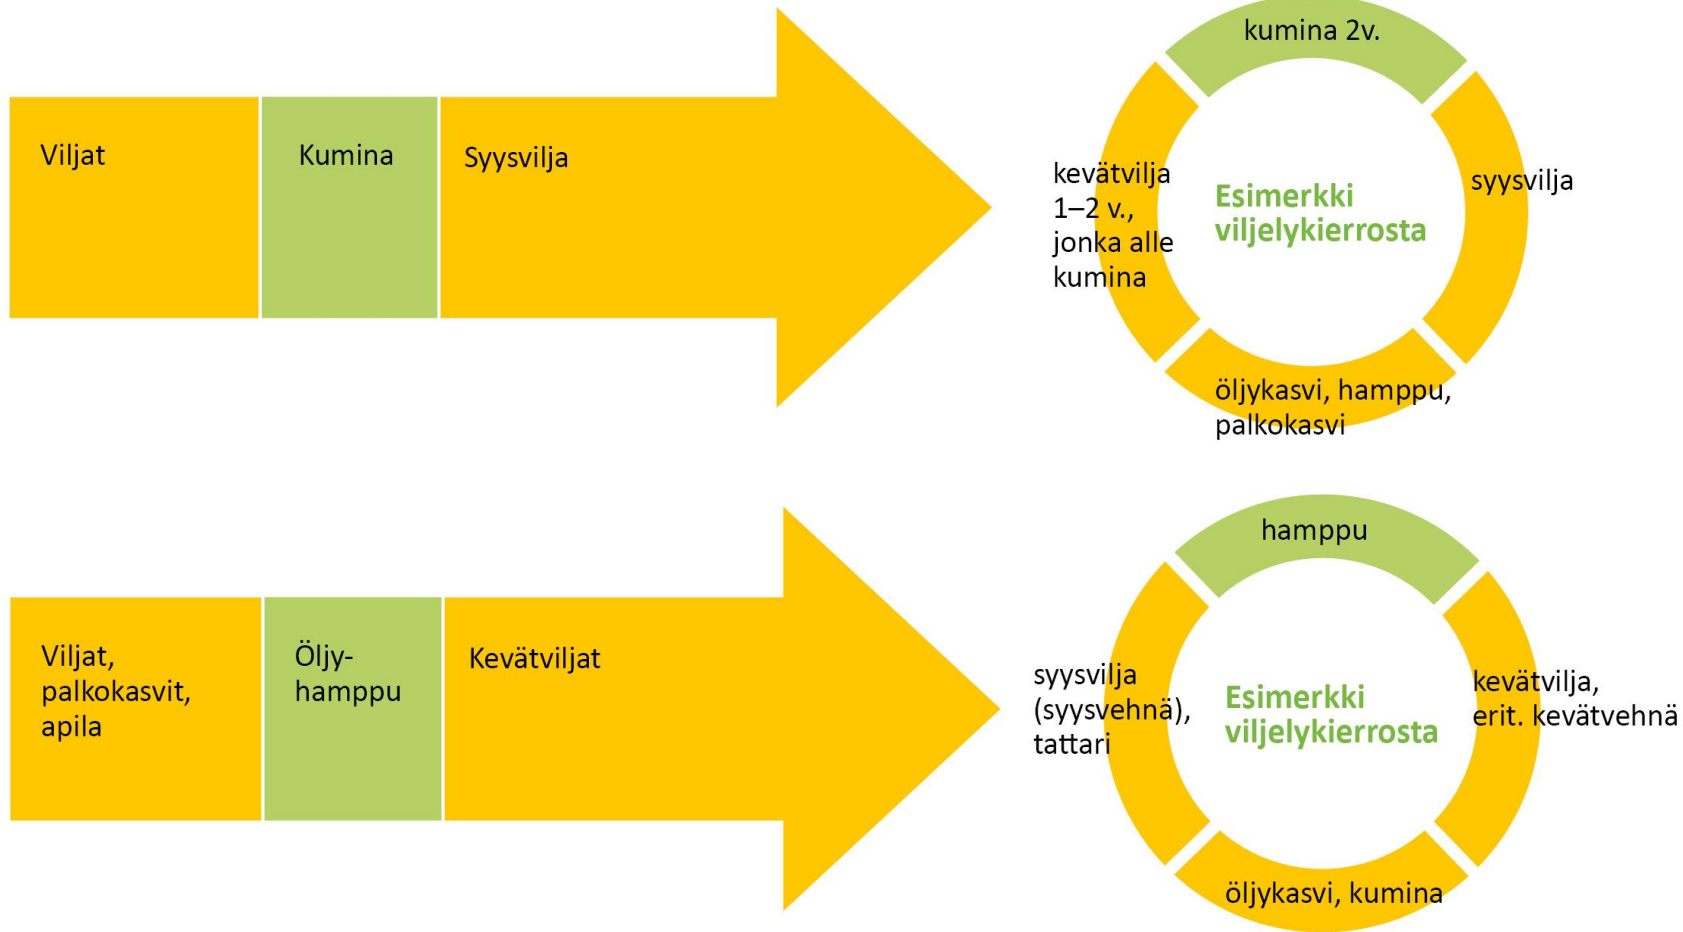 Viljat
Kumina
Syysvilja
kumina 2v.
syysvilja
öljykasvi, hamppu,
palkokasvi
kevätvilja
1–2 v.,
jonka alle
kumina
Esimerkki
viljelykierrosta
Viljat,
palkokasvit,
apila
Öljy-
hamppu
Kevätviljat
hamppu
kevätvilja,
erit. kevätvehnä
öljykasvi, kumina
syysvilja
(syysvehnä),
tattari
Esimerkki
viljelykierrosta